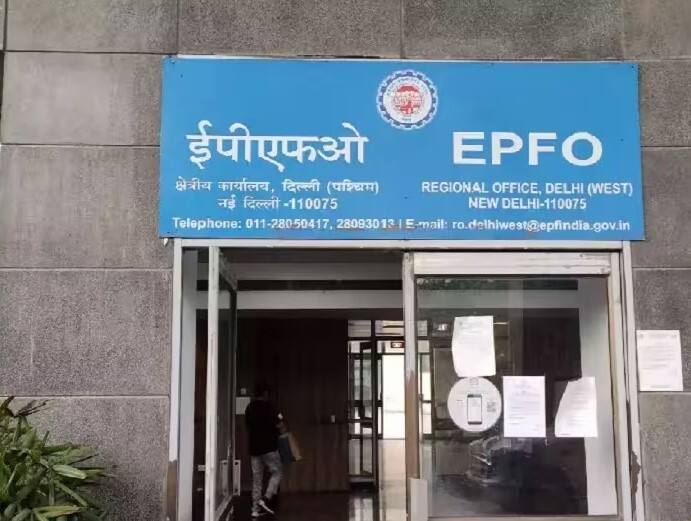 ईपीएफओ
क्षेत्रीय कार्यालय, दिल्ली (पश्चिम)
नई दिल्ली -110075
EPFO
REGIONAL OFFICE, DELHI (WEST)
NEW DELHI-110075
Telephone: 011-28050417, 28093013 | E-mail: ro.delhiwest@epfindia.gov.in